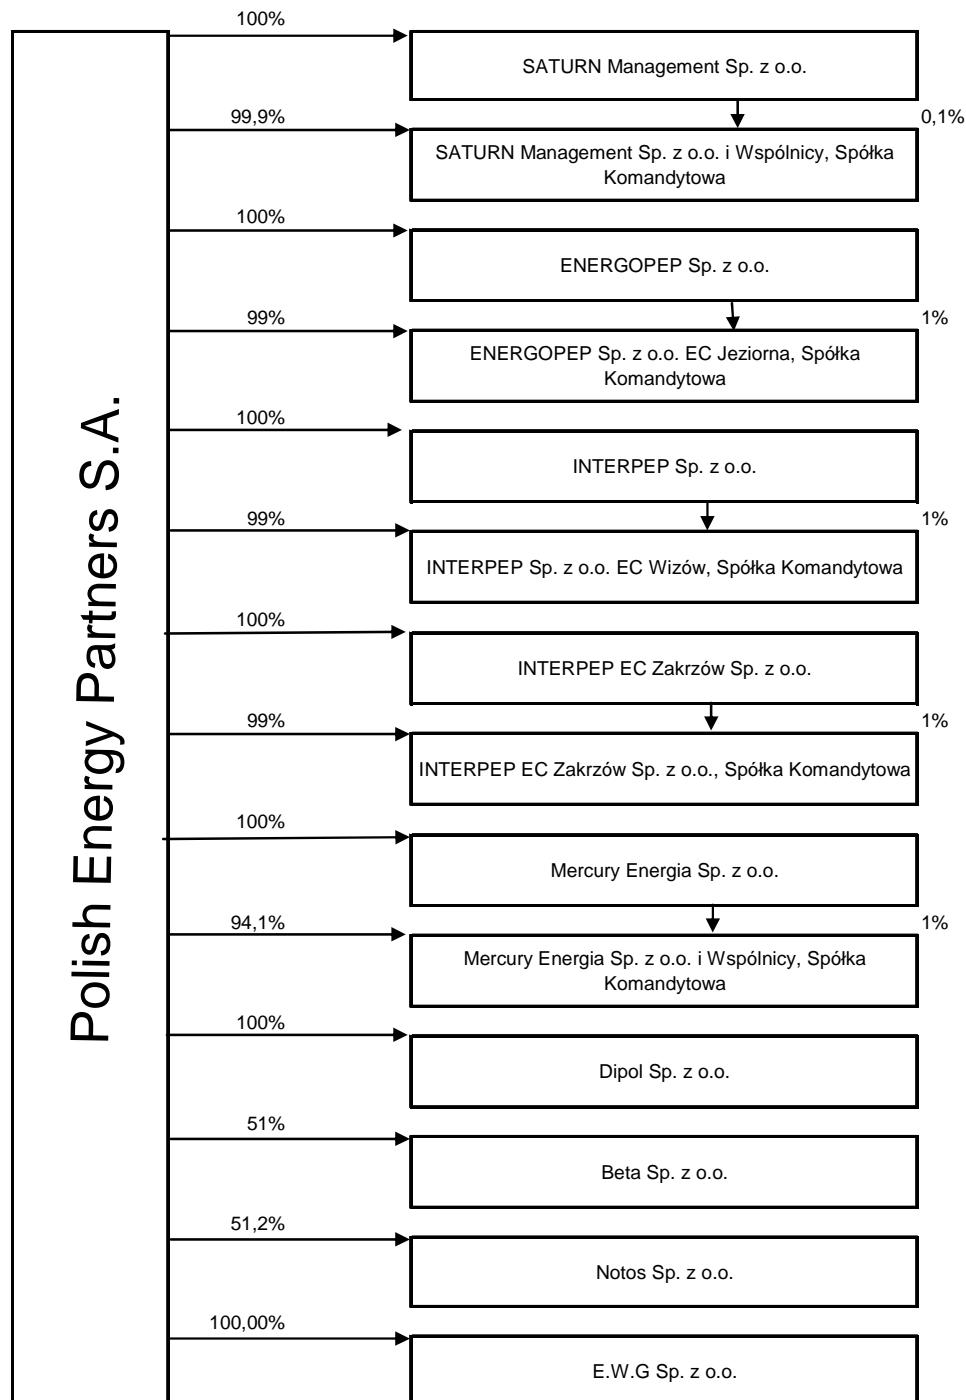 Polish Energy Partners S.A.
100%
SATURN Management Sp. z o.o.
99,9%
0,1%
SATURN Management Sp. z o.o. i Wspólnicy, Spółka
Komandytowa
100%
ENERGOPEP Sp. z o.o.
99%
1%
ENERGOPEP Sp. z o.o. EC Jeziorna, Spółka
Komandytowa
100%
INTERPEP Sp. z o.o.
99%
1%
INTERPEP Sp. z o.o. EC Wizów, Spółka Komandytowa
100%
INTERPEP EC Zakrzów Sp. z o.o.
99%
1%
INTERPEP EC Zakrzów Sp. z o.o., Spółka Komandytowa
100%
Mercury Energia Sp. z o.o.
94,1%
1%
Mercury Energia Sp. z o.o. i Wspólnicy, Spółka
Komandytowa
100%
Dipol Sp. z o.o.
51%
Beta Sp. z o.o.
51,2%
Notos Sp. z o.o.
100,00%
E.W.G Sp. z o.o.